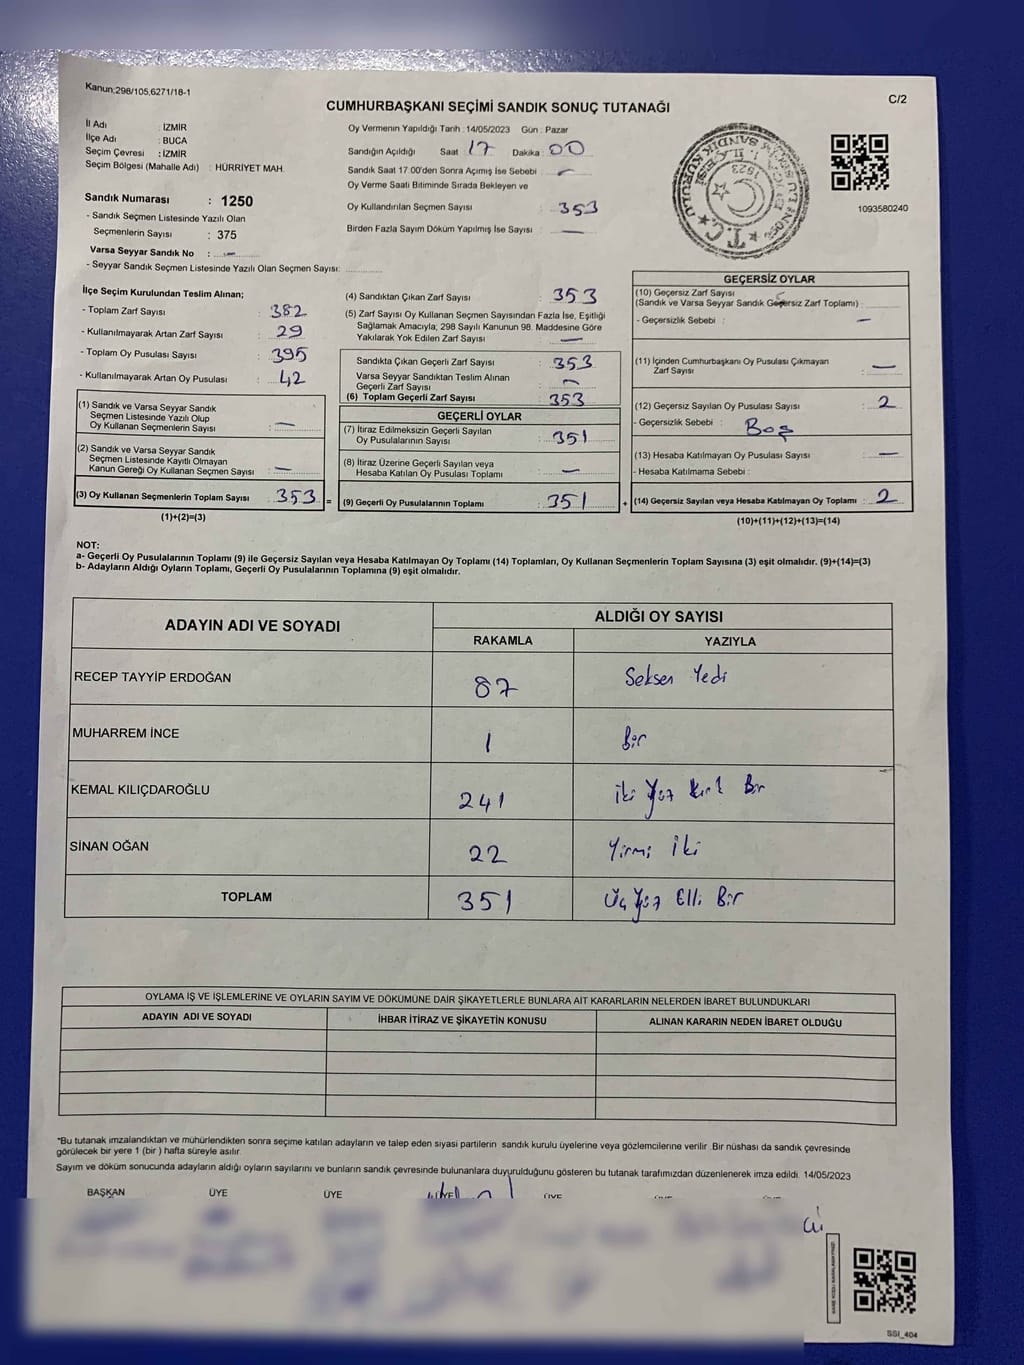 Kanun:298/105,6271/18-1
C/2
CUMHURBAŞKANI SEÇİMİ SANDIK SONUÇ TUTANAĞI
İl Adı : İZMİR
İlçe Adı : BUCA
Seçim Çevresi : İZMİR
Seçim Bölgesi (Mahalle Adı) : HÜRRİYET MAH.
Sandık Numarası : 1250
- Sandık Seçmen Listesinde Yazılı Olan
Seçmenlerin Sayısı : 375
Varsa Seyyar Sandık No : —
- Seyyar Sandık Seçmen Listesinde Yazılı Olan Seçmen Sayısı:
Oy Vermenin Yapıldığı Tarih : 14/05/2023 Gün : Pazar
Sandığın Açıldığı Saat 17 Dakika : 00
Sandık Saat 17:00'den Sonra Açımış İse Sebebi : —
Oy Verme Saati Bitiminde Sırada Bekleyen ve
Oy Kullandırılan Seçmen Sayısı : 353
Birden Fazla Sayım Döküm Yapılmış İse Sayısı : —
1093580240
İlçe Seçim Kurulundan Teslim Alınan;
- Toplam Zarf Sayısı : 382
- Kullanılmayarak Artan Zarf Sayısı : 29
- Toplam Oy Pusulası Sayısı : 395
- Kullanılmayarak Artan Oy Pusulası : 42
(1) Sandık ve Varsa Seyyar Sandık
Seçmen Listesinde Yazılı Olup
Oy Kullanan Seçmenlerin Sayısı : —
(2) Sandık ve Varsa Seyyar Sandık
Seçmen Listesinde Kayıtlı Olmayan
Kanun Gereği Oy Kullanan Seçmen Sayısı : —
(3) Oy Kullanan Seçmenlerin Toplam Sayısı : 353 =
(1)+(2)=(3)
(4) Sandıktan Çıkan Zarf Sayısı : 353
(5) Zarf Sayısı Oy Kullanan Seçmen Sayısından Fazla İse, Eşitliği
Sağlamak Amacıyla, 298 Sayılı Kanunun 98. Maddesine Göre
Yakılarak Yok Edilen Zarf Sayısı : —
Sandıkta Çıkan Geçerli Zarf Sayısı : 353
Varsa Seyyar Sandıktan Teslim Alınan
Geçerli Zarf Sayısı : —
(6) Toplam Geçerli Zarf Sayısı : 353
GEÇERLİ OYLAR
(7) İtiraz Edilmeksizin Geçerli Sayılan
Oy Pusulalarının Sayısı : 351
(8) İtiraz Üzerine Geçerli Sayılan veya
Hesaba Katılan Oy Pusulası Toplamı : —
(9) Geçerli Oy Pusulalarının Toplamı : 351 +
GEÇERSİZ OYLAR
(10) Geçersiz Zarf Sayısı
(Sandık ve Varsa Seyyar Sandık Geçersiz Zarf Toplamı) :
- Geçersizlik Sebebi : —
(11) İçinden Cumhurbaşkanı Oy Pusulası Çıkmayan
Zarf Sayısı : —
(12) Geçersiz Sayılan Oy Pusulası Sayısı : 2
- Geçersizlik Sebebi : Boş
(13) Hesaba Katılmayan Oy Pusulası Sayısı : —
- Hesaba Katılmama Sebebi :
(14) Geçersiz Sayılan veya Hesaba Katılmayan Oy Toplamı : 2
(10)+(11)+(12)+(13)=(14)
NOT:
a- Geçerli Oy Pusulalarının Toplamı (9) ile Geçersiz Sayılan veya Hesaba Katılmayan Oy Toplamı (14) Toplamları, Oy Kullanan Seçmenlerin Toplam Sayısına (3) eşit olmalıdır. (9)+(14)=(3)
b- Adayların Aldığı Oyların Toplamı, Geçerli Oy Pusulalarının Toplamına (9) eşit olmalıdır.
ADAYIN ADI VE SOYADI
ALDIĞI OY SAYISI
RAKAMLA YAZIYLA
RECEP TAYYİP ERDOĞAN 87 Seksen Yedi
MUHARREM İNCE 1 Bir
KEMAL KILIÇDAROĞLU 241 İki Yüz Kırk Bir
SİNAN OĞAN 22 Yirmi İki
TOPLAM 351 Üç Yüz Elli Bir
OYLAMA İŞ VE İŞLEMLERİNE VE OYLARIN SAYIM VE DÖKÜMÜNE DAİR ŞİKAYETLERLE BUNLARA AİT KARARLARIN NELERDEN İBARET BULUNDUKLARI
ADAYIN ADI VE SOYADI İHBAR İTİRAZ VE ŞİKAYETİN KONUSU ALINAN KARARIN NEDEN İBARET OLDUĞU
*Bu tutanak imzalandıktan ve mühürlendikten sonra seçime katılan adayların ve talep eden siyasi partilerin sandık kurulu üyelerine veya gözlemcilerine verilir. Bir nüshası da sandık çevresinde
görülecek bir yere 1 (bir) hafta süreyle asılır.
Sayım ve döküm sonucunda adayların aldığı oyların sayılarını ve bunların sandık çevresinde bulunanlara duyurulduğunu gösteren bu tutanak tarafımızdan düzenlenerek imza edildi. 14/05/2023
BAŞKAN ÜYE ÜYE ÜYE ÜYE
SSİ_404